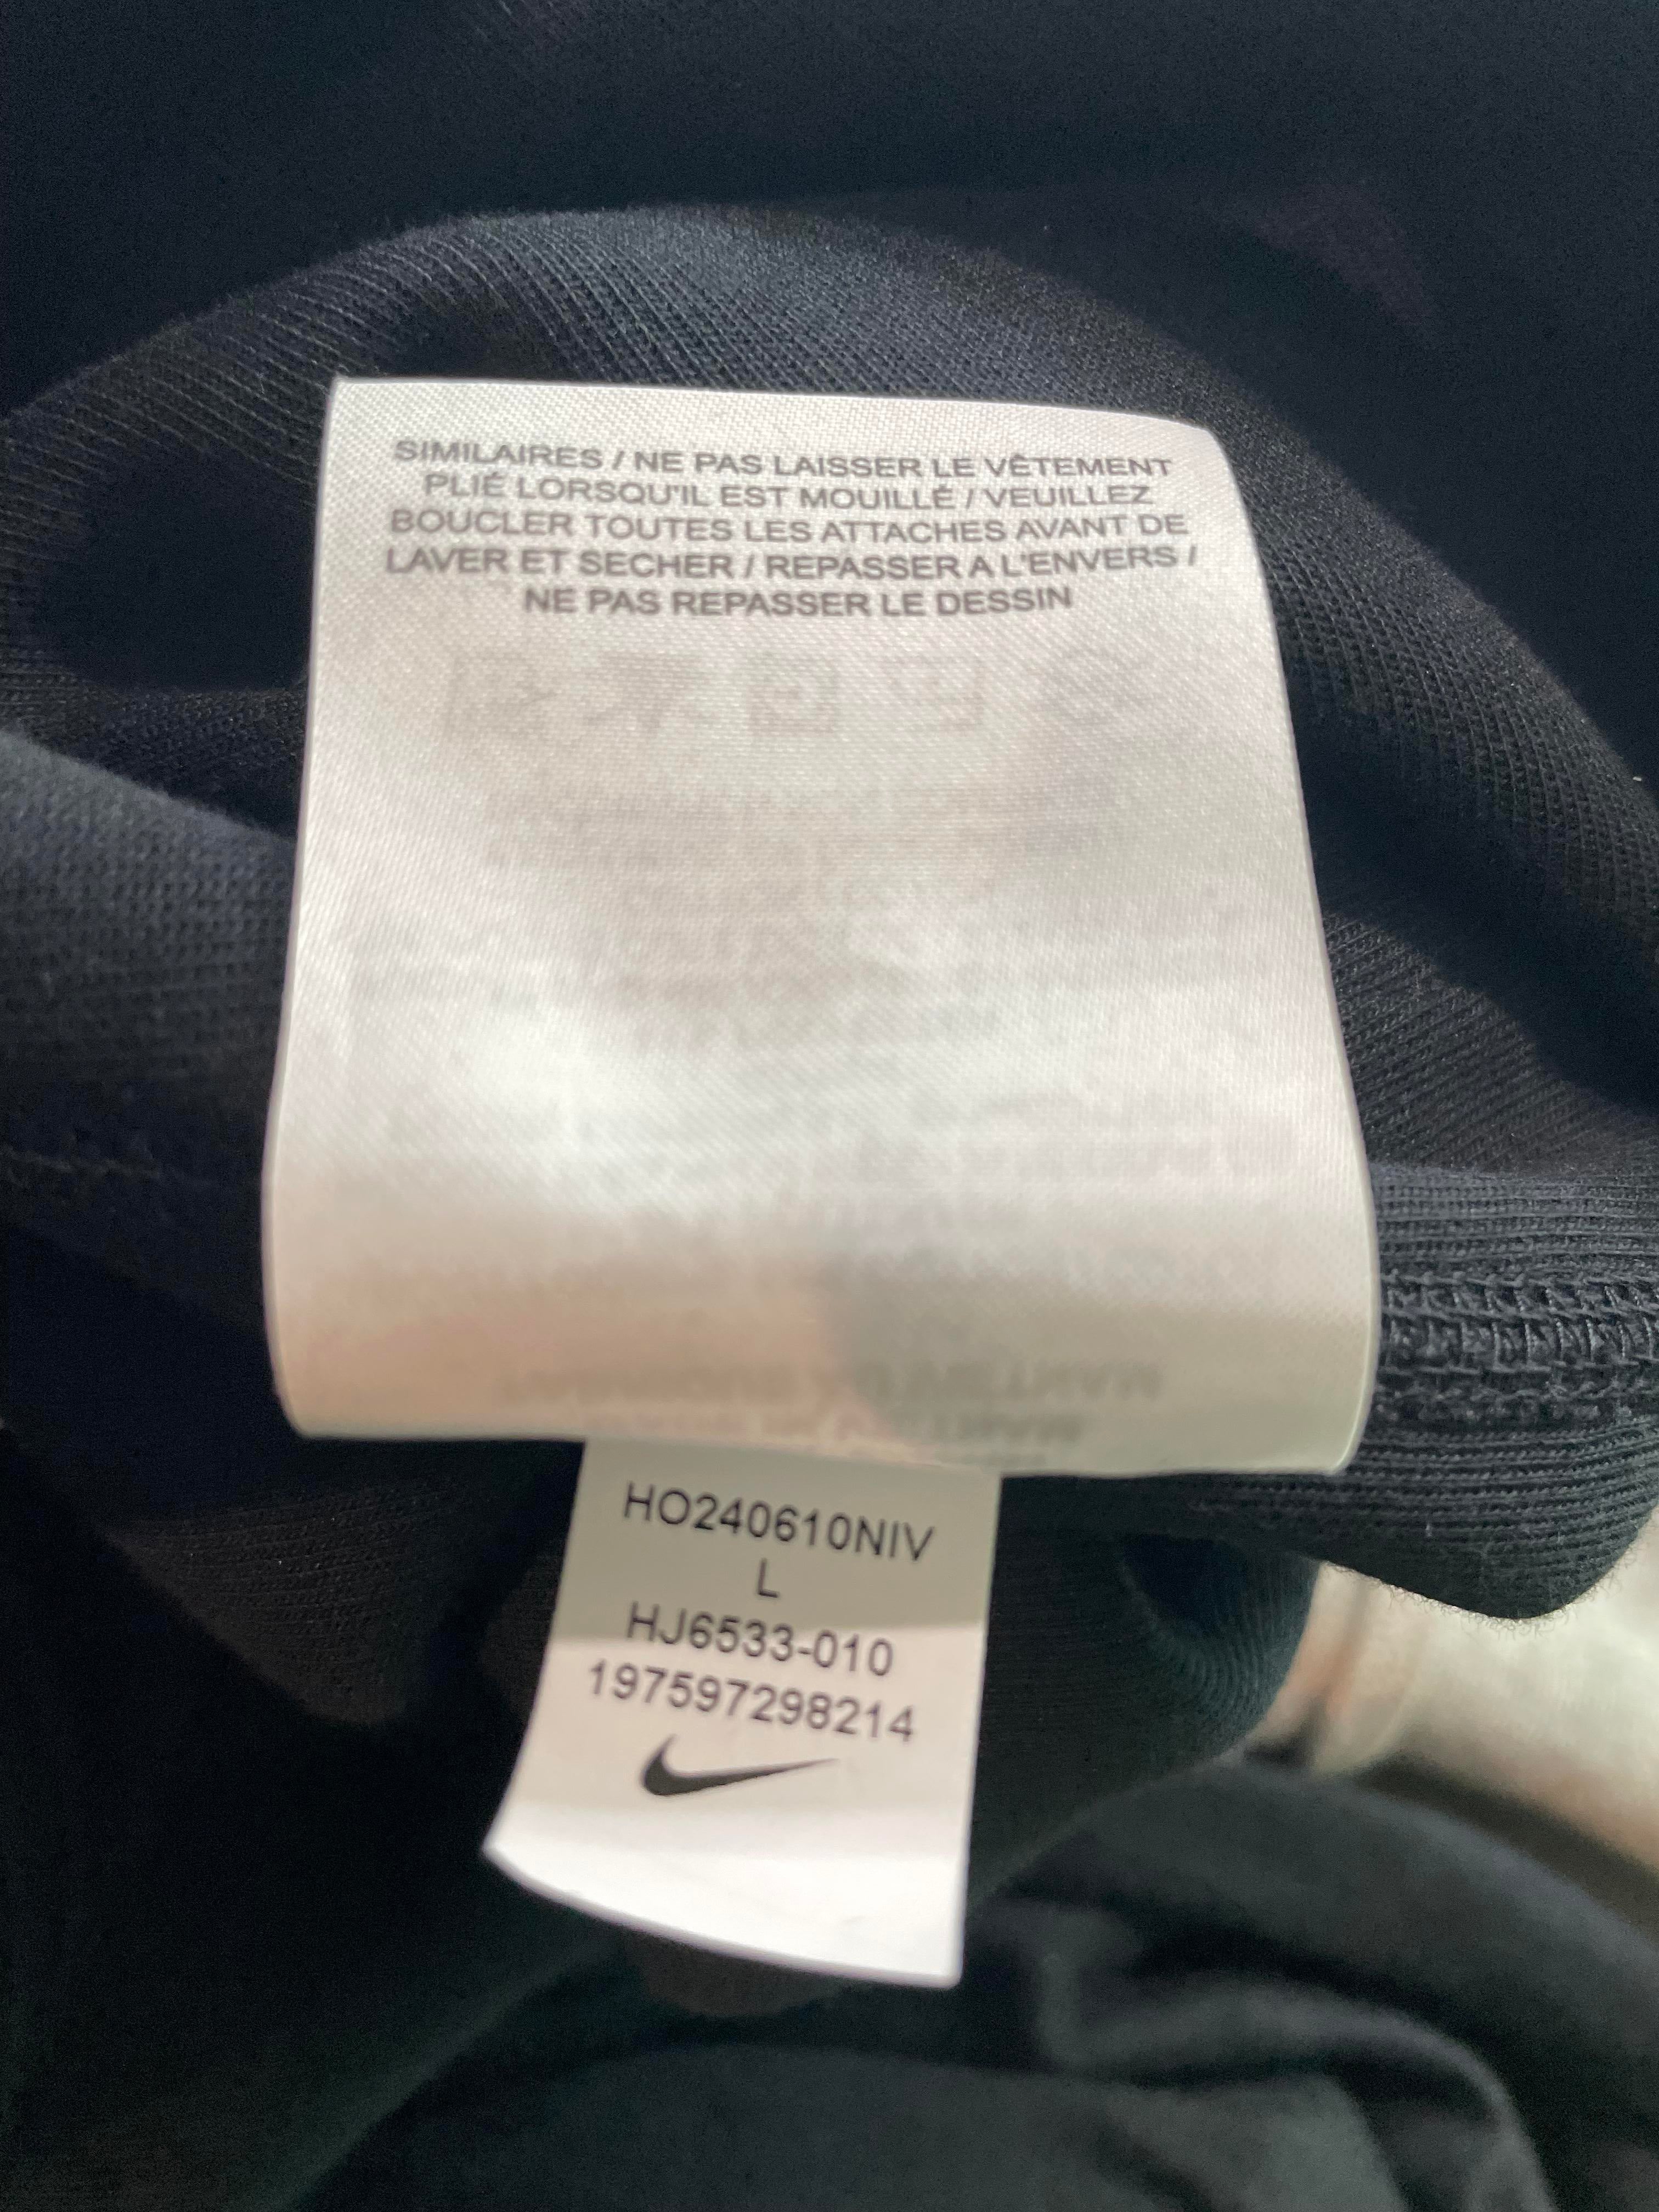 SIMILAIRES / NE PAS LAISSER LE VÊTEMENT
PLIÉ LORSQU'IL EST MOUILLÉ / VEUILLEZ
BOUCLER TOUTES LES ATTACHES AVANT DE
LAVER ET SECHER / REPASSER A L'ENVERS /
NE PAS REPASSER LE DESSIN
HO240610NIV
L
HJ6533-010
197597298214